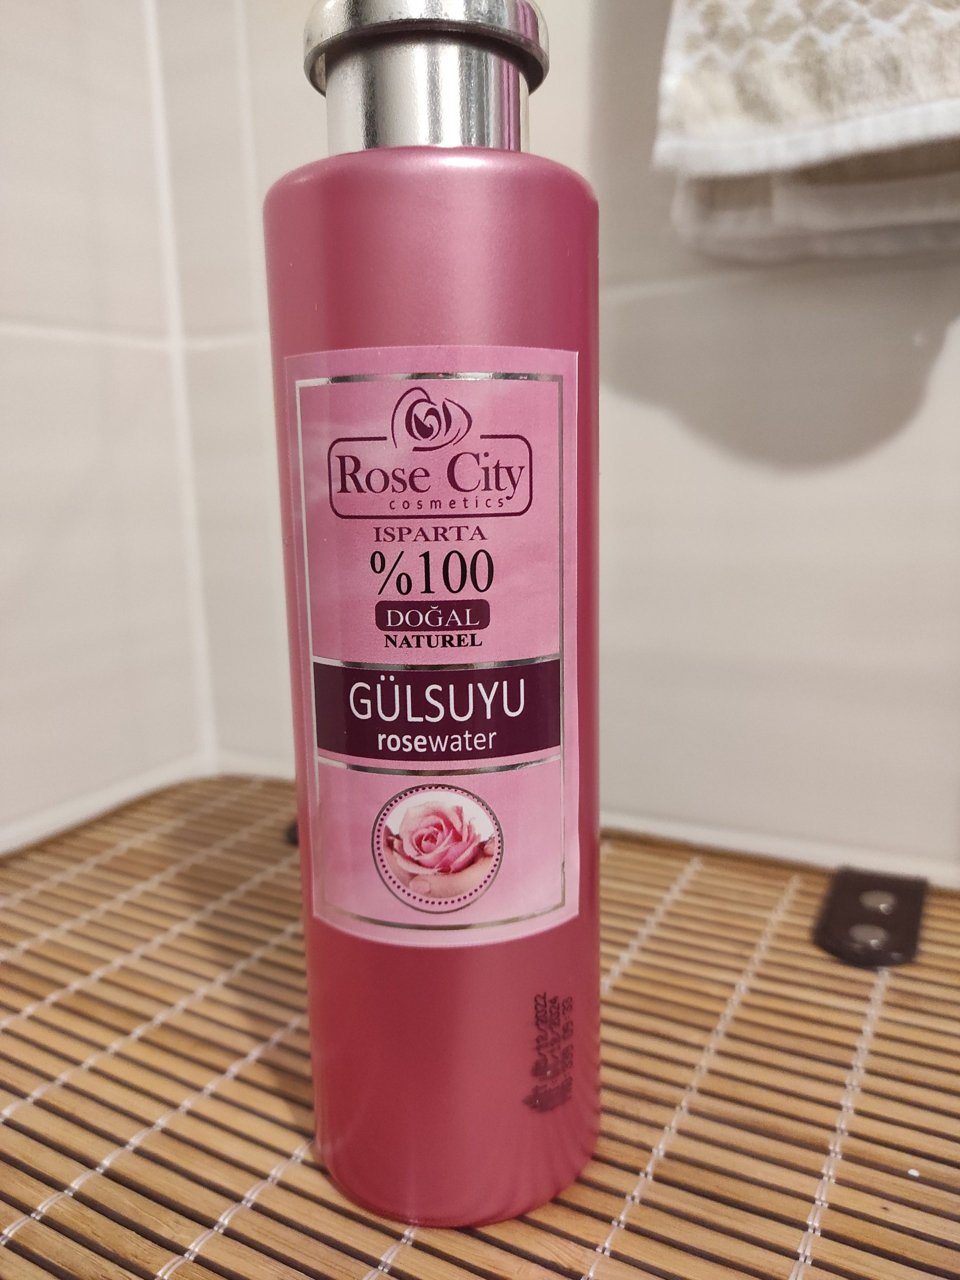 Rose City
cosmetics
ISPARTA
%100
DOĞAL
NATUREL
GÜLSUYU
rosewater